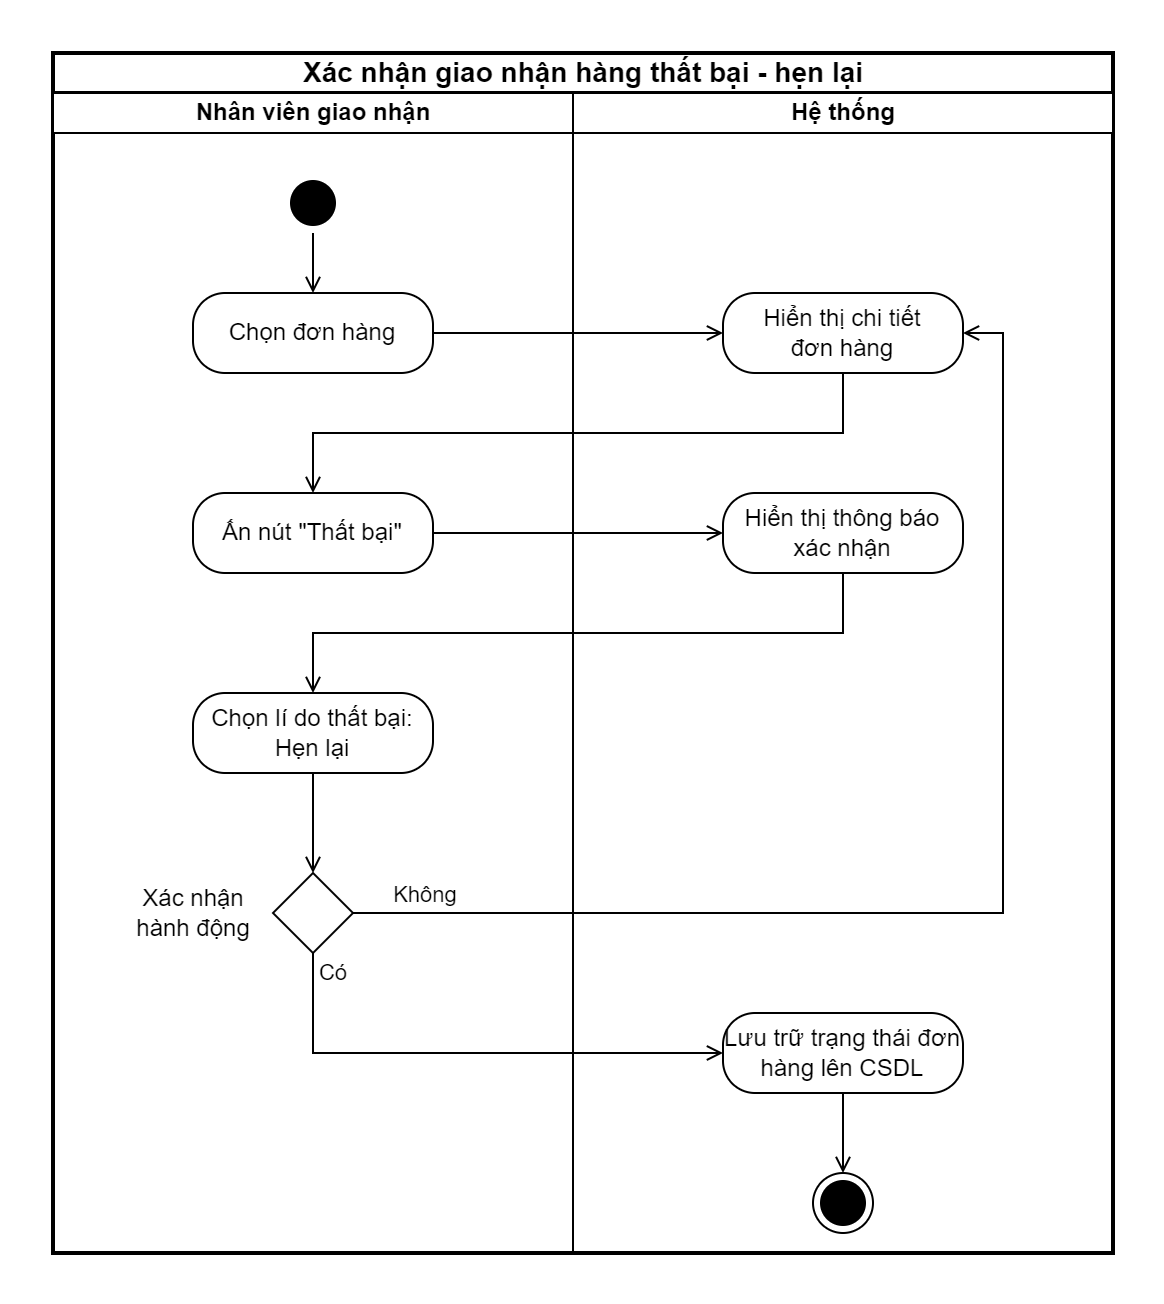 Xác nhận giao nhận hàng thất bại - hẹn lại
Nhân viên giao nhận
Hệ thống
Chọn đơn hàng
Hiển thị chi tiết
đơn hàng
Ấn nút "Thất bại"
Hiển thị thông báo
xác nhận
Chọn lí do thất bại:
Hẹn lại
Xác nhận
hành động
Không
Có
Lưu trữ trạng thái đơn
hàng lên CSDL